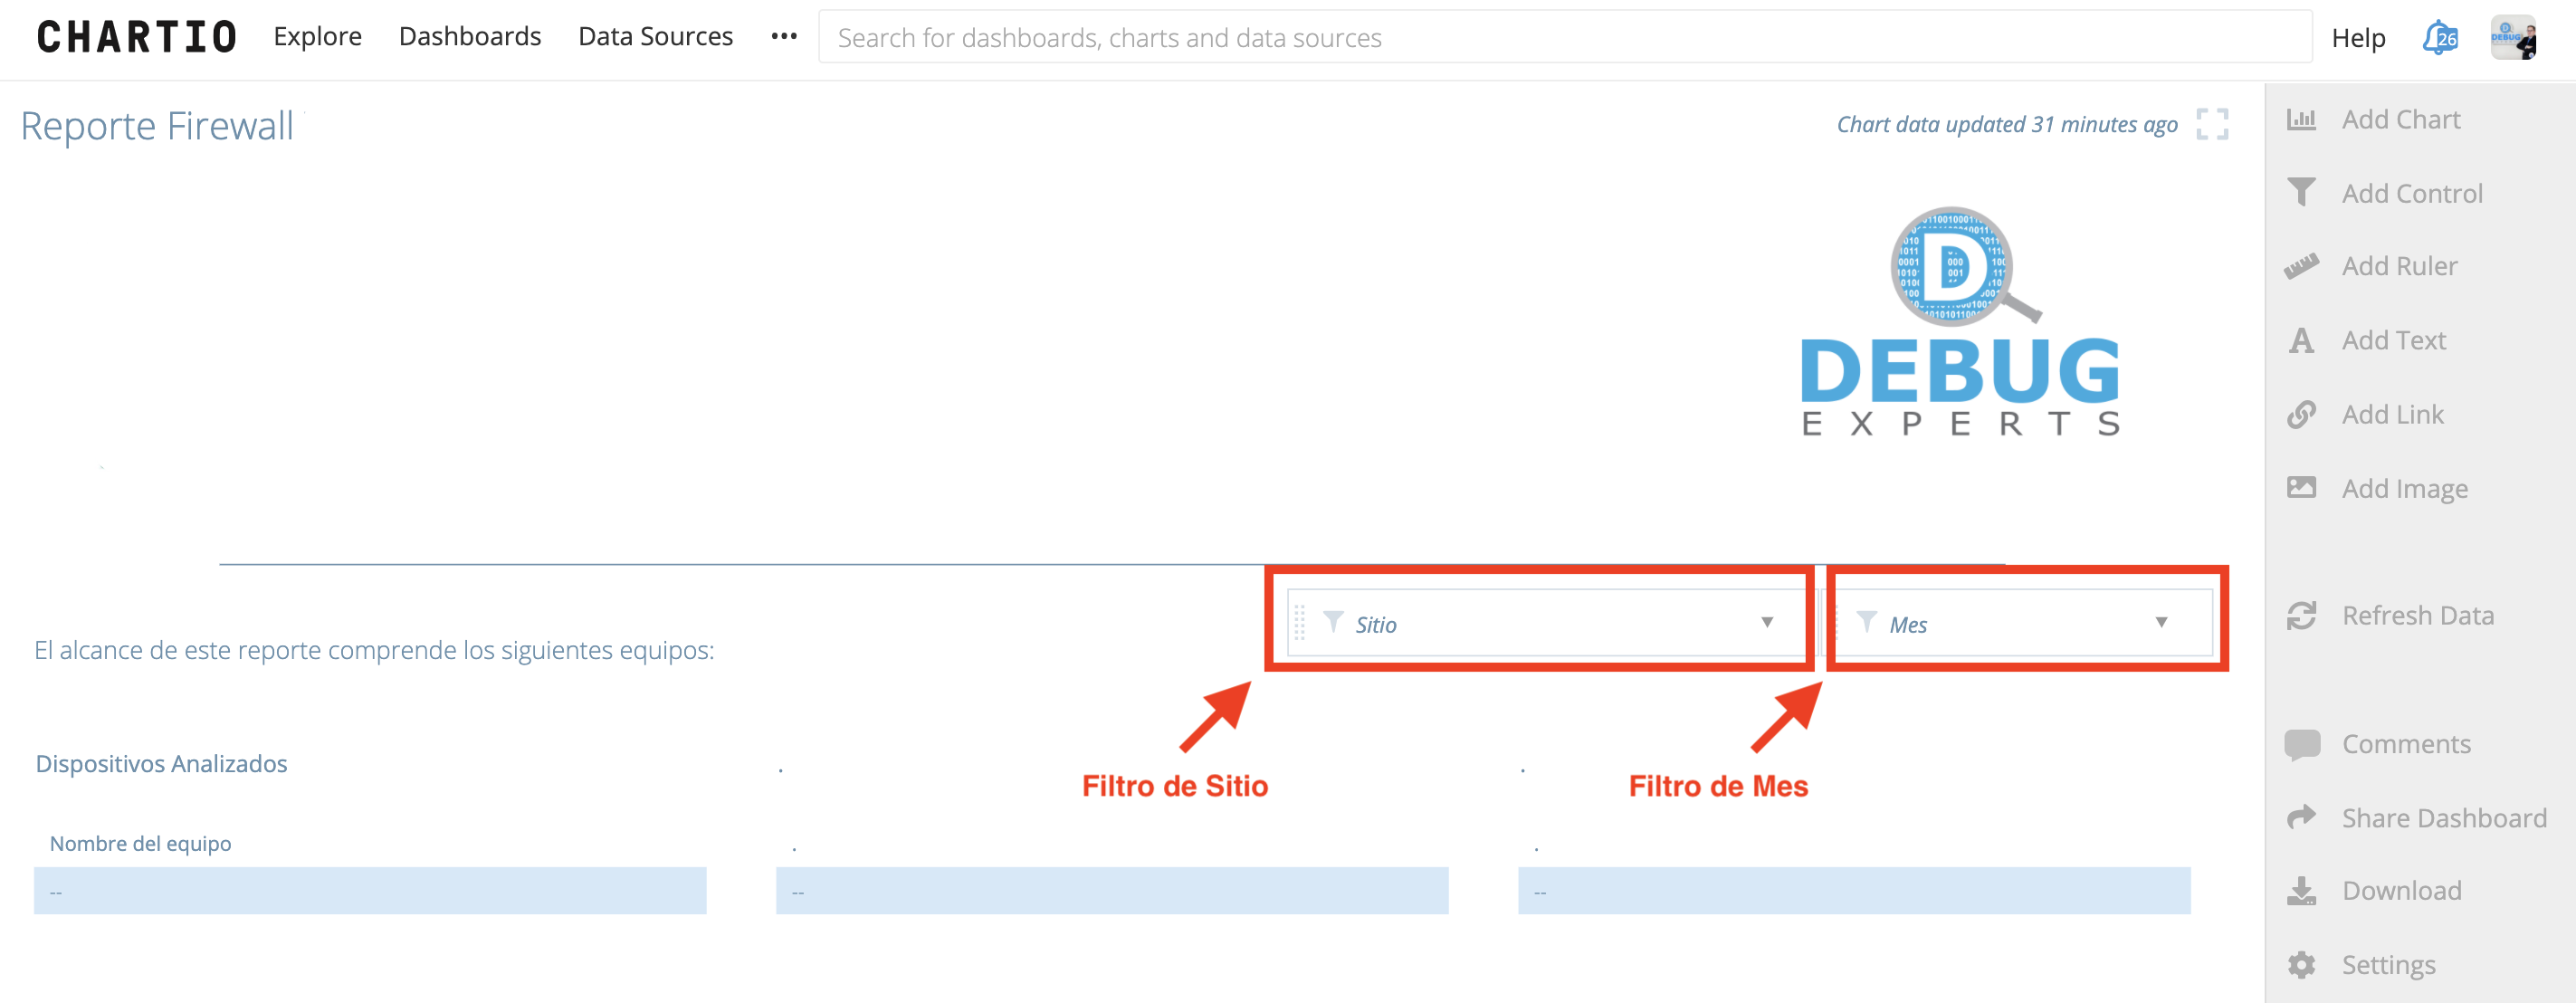 CHARTIO Explore Dashboards Data Sources ••• Search for dashboards, charts and data sources Help 26
Reporte Firewall
Chart data updated 31 minutes ago
Add Chart
Add Control
Add Ruler
Add Text
Add Link
Add Image
Refresh Data
Comments
Share Dashboard
Download
Settings
D
DEBUG
EXPERTS
Sitio
Mes
El alcance de este reporte comprende los siguientes equipos:
Filtro de Sitio
Filtro de Mes
Dispositivos Analizados . .
Nombre del equipo . .
-- -- --